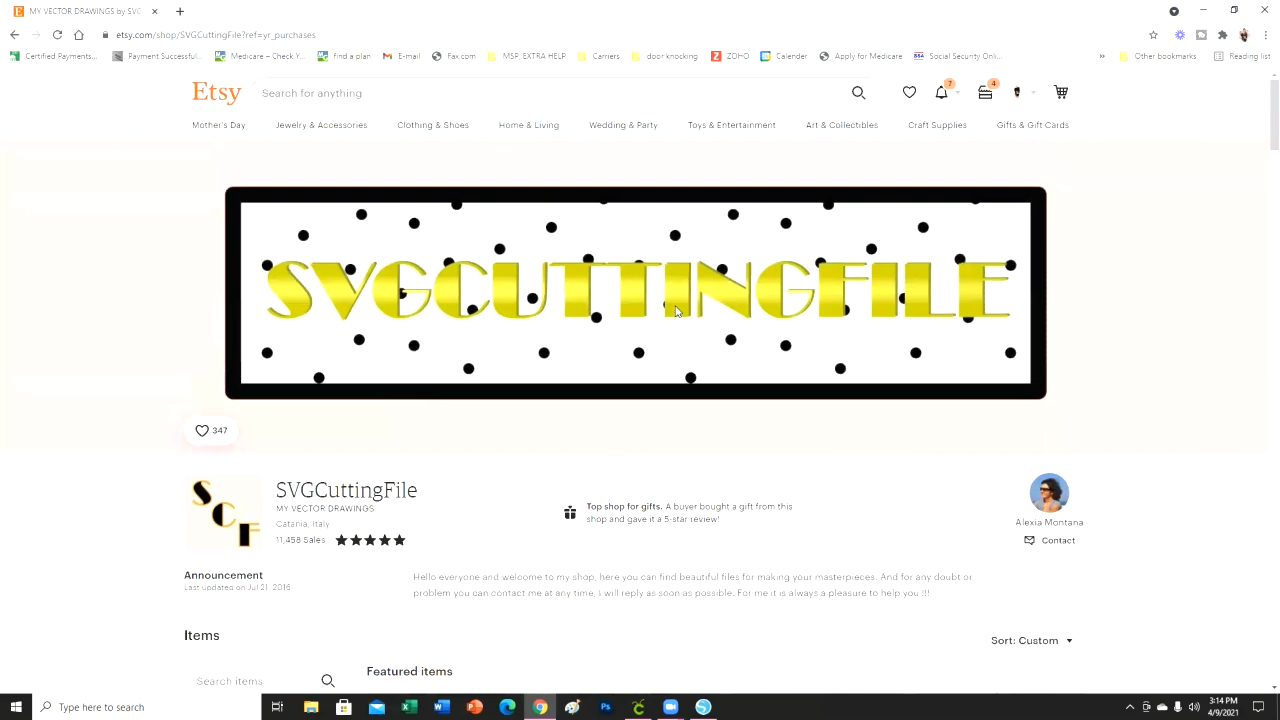 MY VECTOR DRAWINGS by SVG
etsy.com/shop/SVGCuttingFile?ref=yr_purchases
Certified Payments... Payment Successful... Medicare – Check Y... find a plan E-mail Fax.com MSP: EXTRA HELP Carriers door knocking ZOHO Calender Apply for Medicare Social Security Onli... » Other bookmarks Reading list
Etsy Search for anything 7 4
Mother's Day Jewelry & Accessories Clothing & Shoes Home & Living Wedding & Party Toys & Entertainment Art & Collectibles Craft Supplies Gifts & Gift Cards
SVGCUTTINGFILE
347
SCF
SVGCuttingFile
MY VECTOR DRAWINGS
Catania, Italy
11,458 Sales
Top shop for gifts. A buyer bought a gift from this
shop and gave it a 5-star review!
Alexia Montana
Contact
Announcement
Last updated on Jul 21, 2016
Hello everyone and welcome to my shop, here you can find beautiful files for making your masterpieces. And for any doubt or
problem you can contact me at any time, i will reply as soon as possible. For me it is always a pleasure to help you !!!
Items
Sort: Custom
Search items
Featured items
Type here to search
3:14 PM
4/9/2021